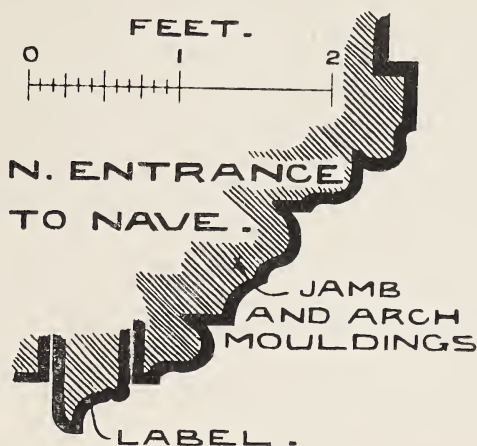 FEET.
0 1 2
N. ENTRANCE
TO NAVE.
JAMB
AND ARCH
MOULDINGS
LABEL.